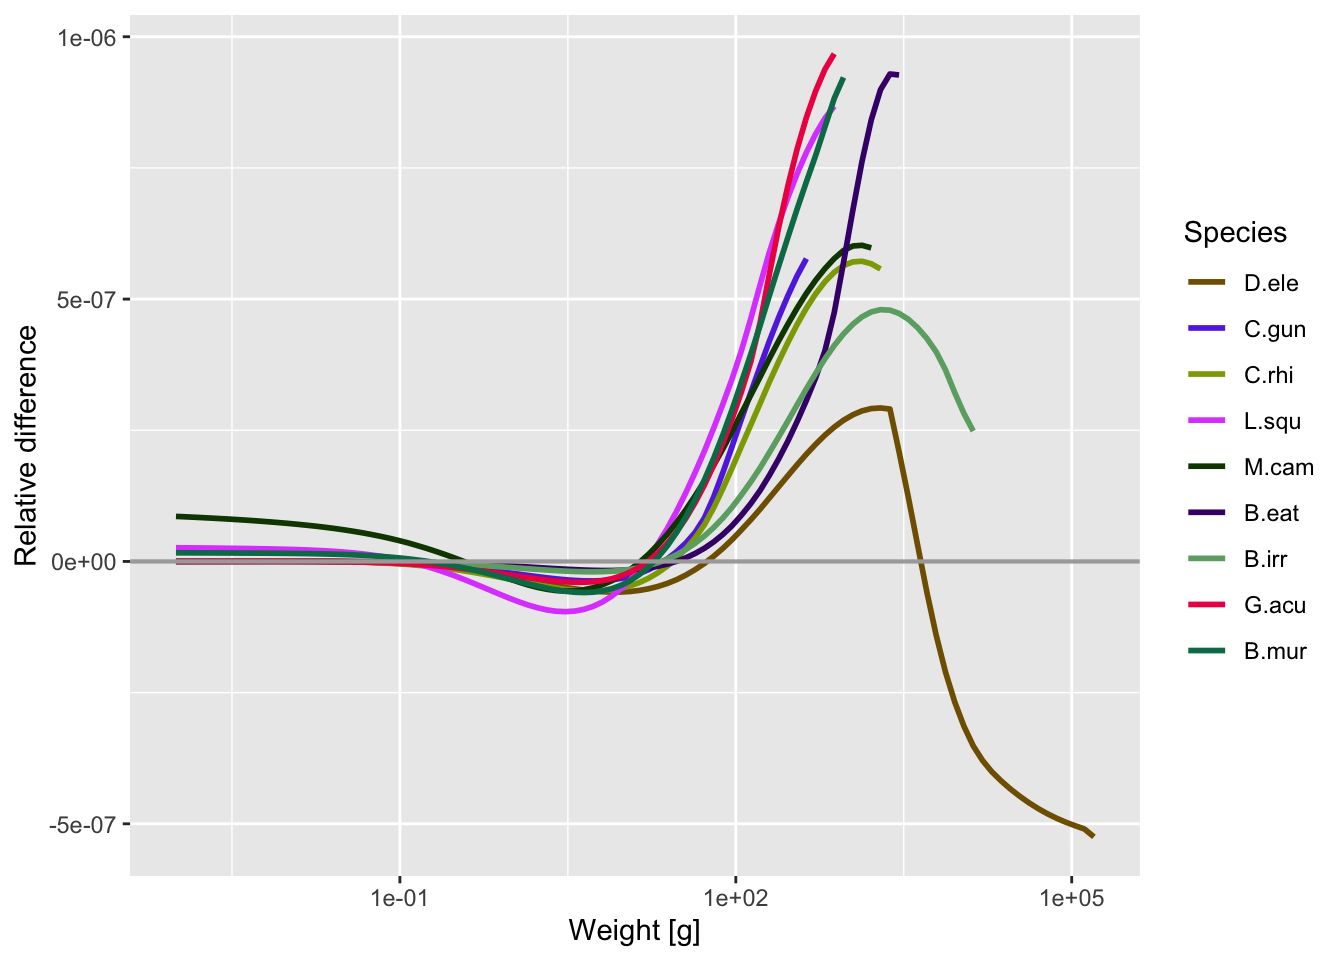 1e-06
5e-07
0e+00
-5e-07
Relative difference
1e-01
1e+02
1e+05
Weight [g]
Species
D.ele
C.gun
C.rhi
L.squ
M.cam
B.eat
B.irr
G.acu
B.mur